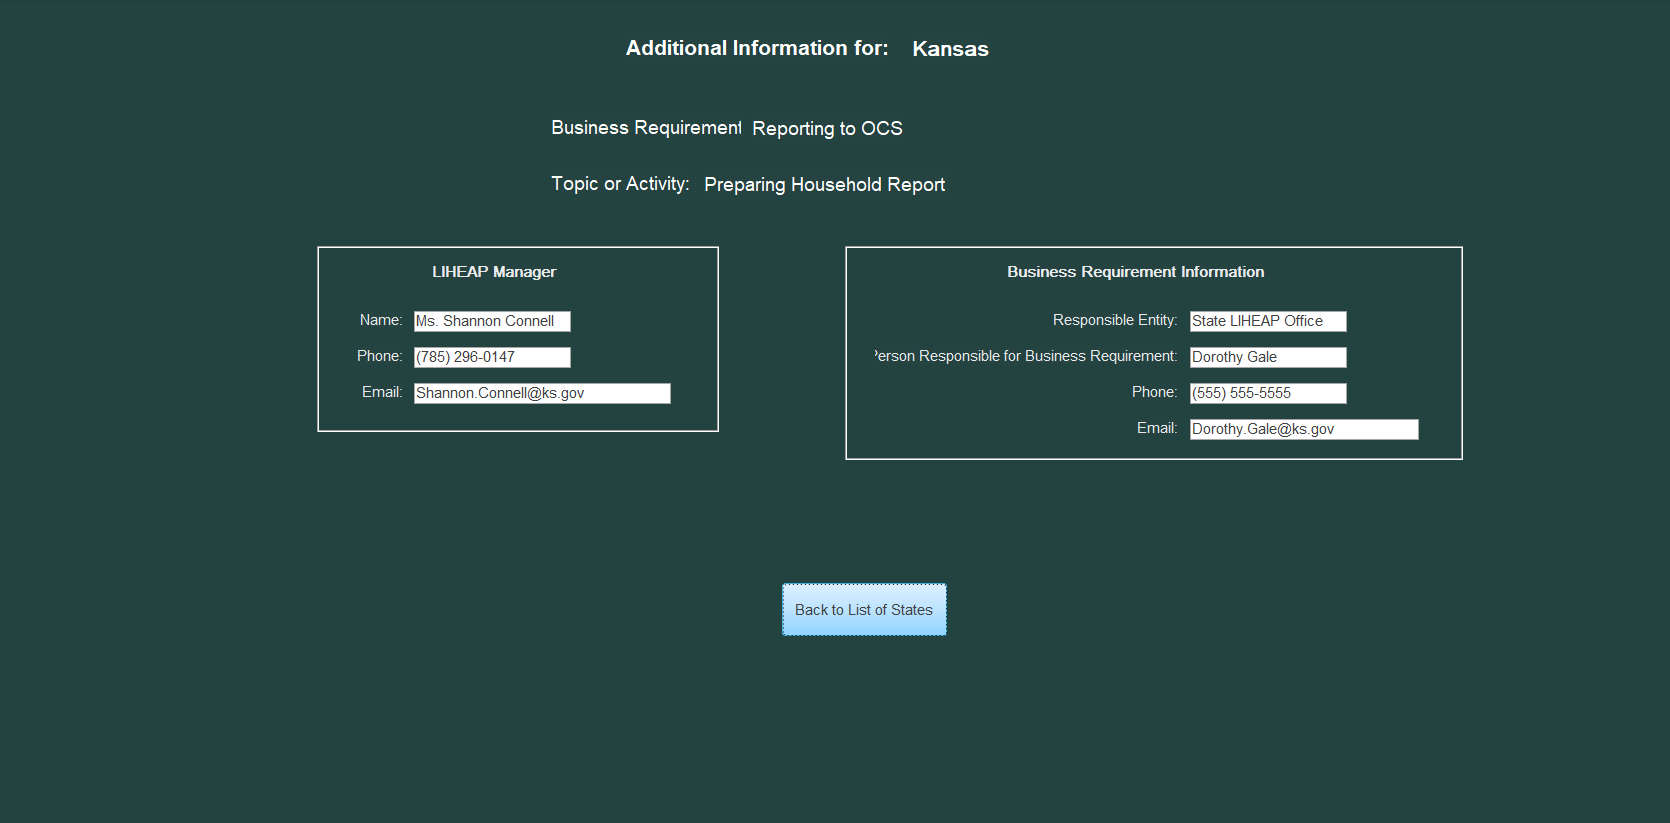 Additional Information for: Kansas
Business Requirement Reporting to OCS
Topic or Activity: Preparing Household Report
LIHEAP Manager
Name: Ms. Shannon Connell
Phone: (785) 296-0147
Email: Shannon.Connell@ks.gov
Business Requirement Information
Responsible Entity: State LIHEAP Office
Person Responsible for Business Requirement: Dorothy Gale
Phone: (555) 555-5555
Email: Dorothy.Gale@ks.gov
Back to List of States